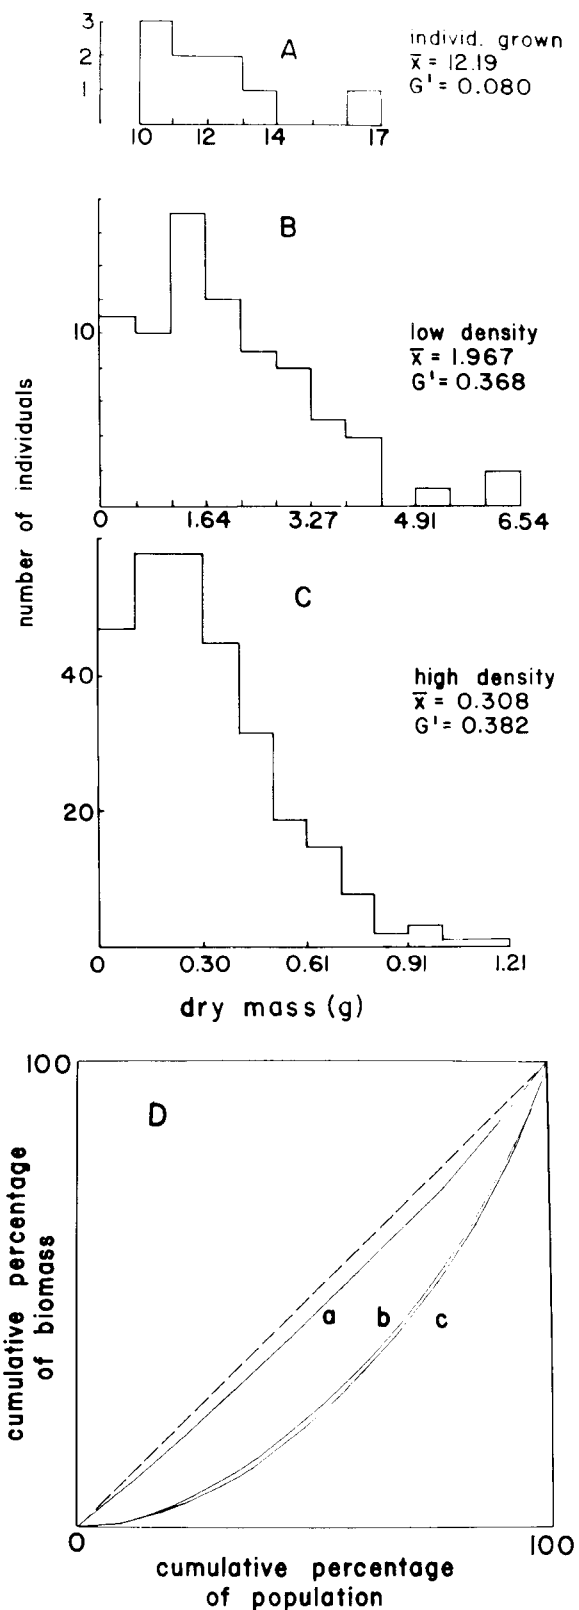 3
2
1
A
individ. grown
x̄ = 12.19
G' = 0.080
10 12 14 17
B
10
low density
x̄ = 1.967
G' = 0.368
0 1.64 3.27 4.91 6.54
number of individuals
C
40
20
high density
x̄ = 0.308
G' = 0.382
0 0.30 0.61 0.91 1.21
dry mass (g)
100
D
cumulative percentage
of biomass
a b c
0 100
cumulative percentage
of population